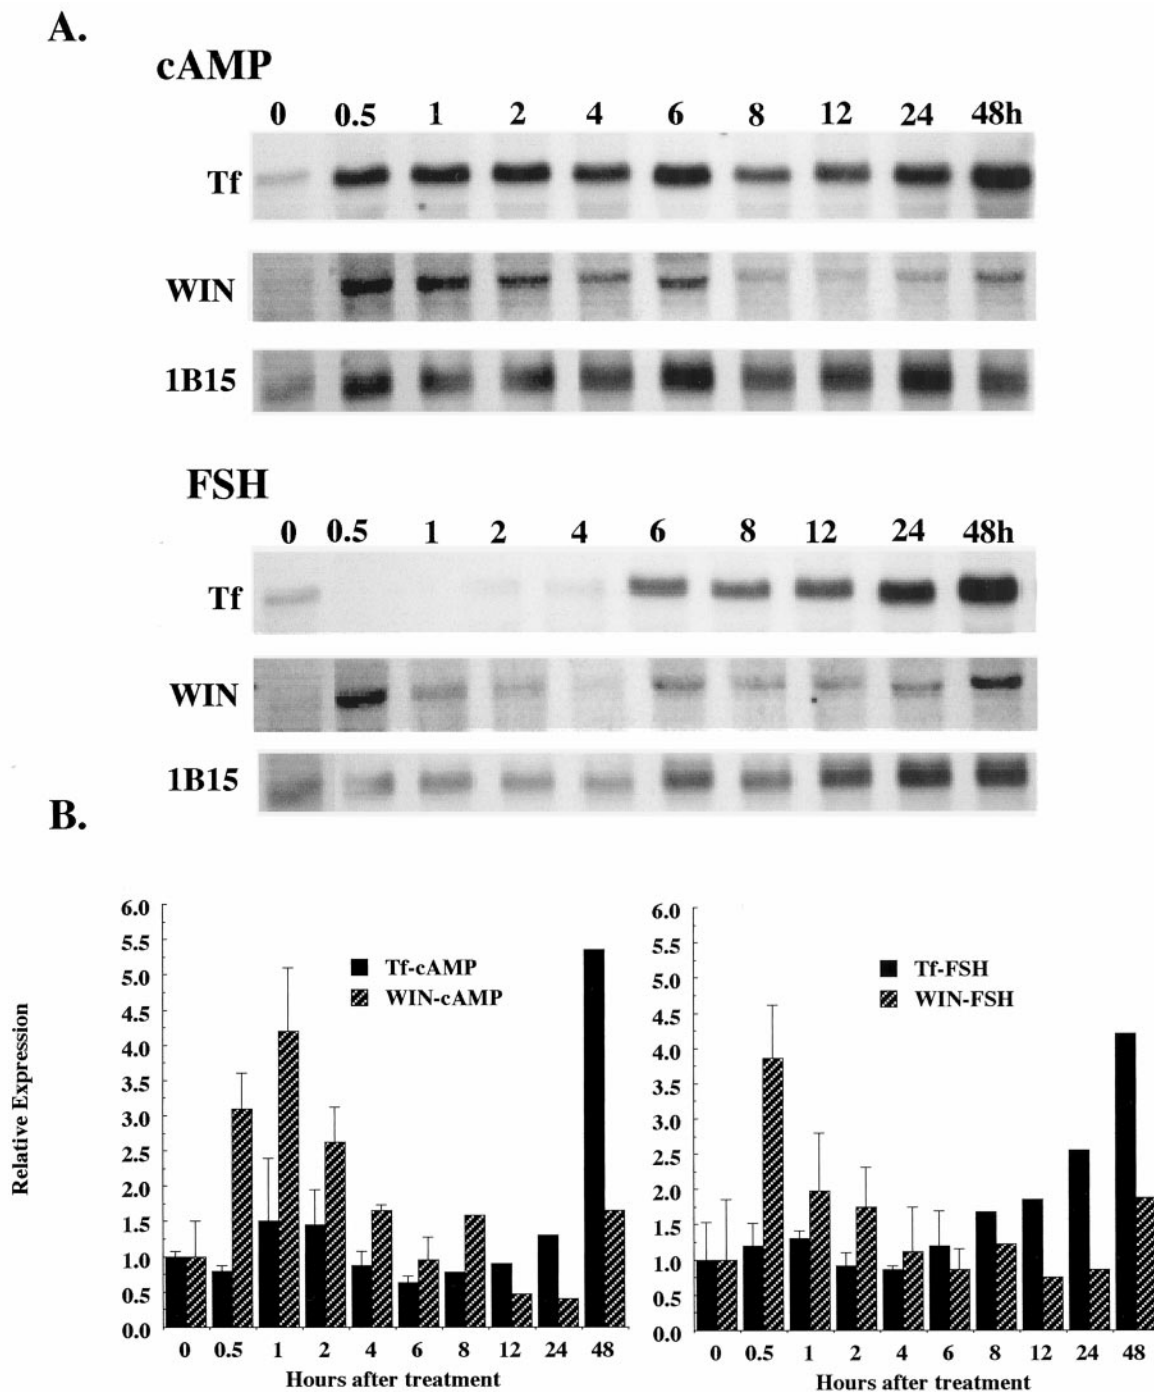 A.
cAMP
0 0.5 1 2 4 6 8 12 24 48h
Tf
WIN
1B15
FSH
0 0.5 1 2 4 6 8 12 24 48h
Tf
WIN
1B15
B.
Relative Expression
6.0
5.5
5.0
4.5
4.0
3.5
3.0
2.5
2.0
1.5
1.0
0.5
0.0
Tf-cAMP
WIN-cAMP
0 0.5 1 2 4 6 8 12 24 48
Hours after treatment
6.0
5.5
5.0
4.5
4.0
3.5
3.0
2.5
2.0
1.5
1.0
0.5
0.0
Tf-FSH
WIN-FSH
0 0.5 1 2 4 6 8 12 24 48
Hours after treatment